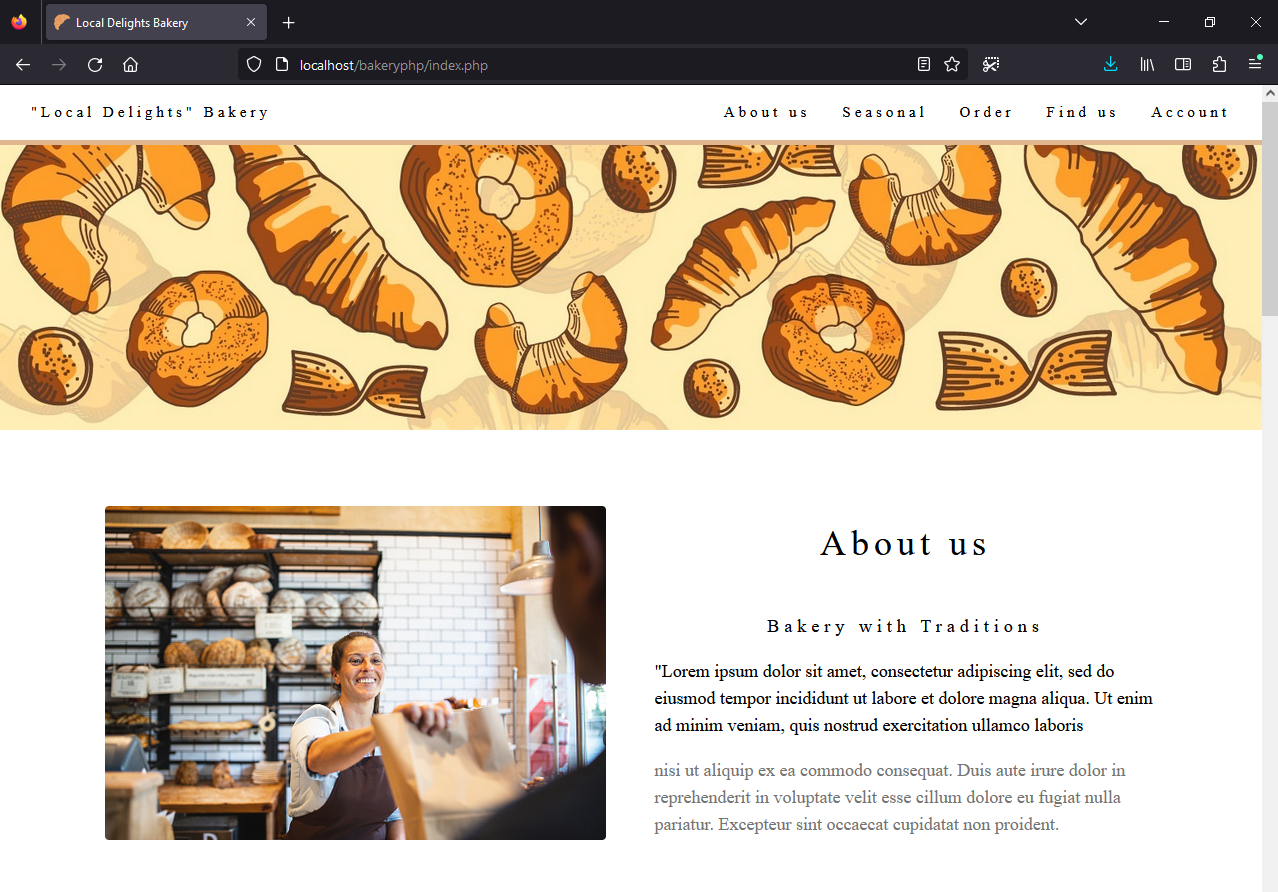 Local Delights Bakery
localhost/bakeryphp/index.php
"Local Delights" Bakery
About us Seasonal Order Find us Account
About us
Bakery with Traditions
"Lorem ipsum dolor sit amet, consectetur adipiscing elit, sed do
eiusmod tempor incididunt ut labore et dolore magna aliqua. Ut enim
ad minim veniam, quis nostrud exercitation ullamco laboris
nisi ut aliquip ex ea commodo consequat. Duis aute irure dolor in
reprehenderit in voluptate velit esse cillum dolore eu fugiat nulla
pariatur. Excepteur sint occaecat cupidatat non proident.